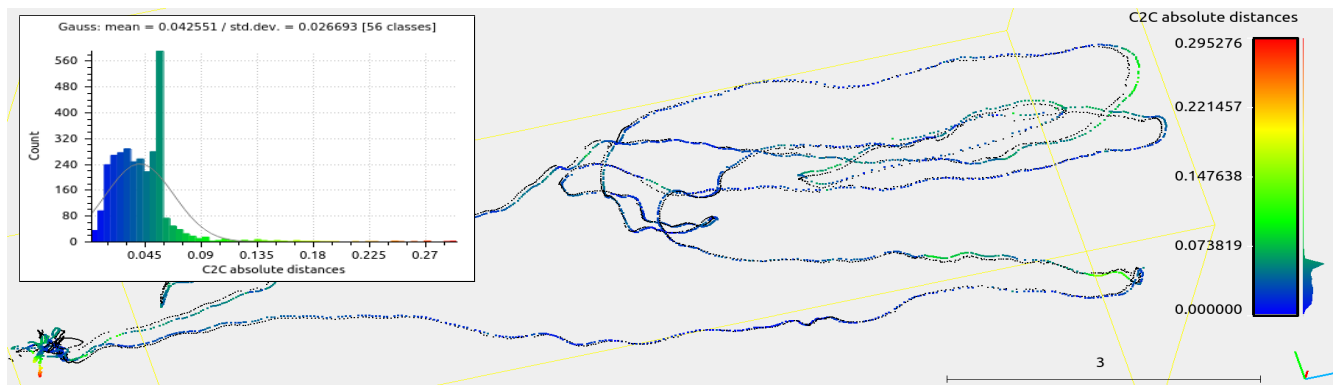 Gauss: mean = 0.042551 / std.dev. = 0.026693 [56 classes]
560
480
400
320
240
160
80
0
Count
0.045 0.09 0.135 0.18 0.225 0.27
C2C absolute distances
C2C absolute distances
0.295276
0.221457
0.147638
0.073819
0.000000
3